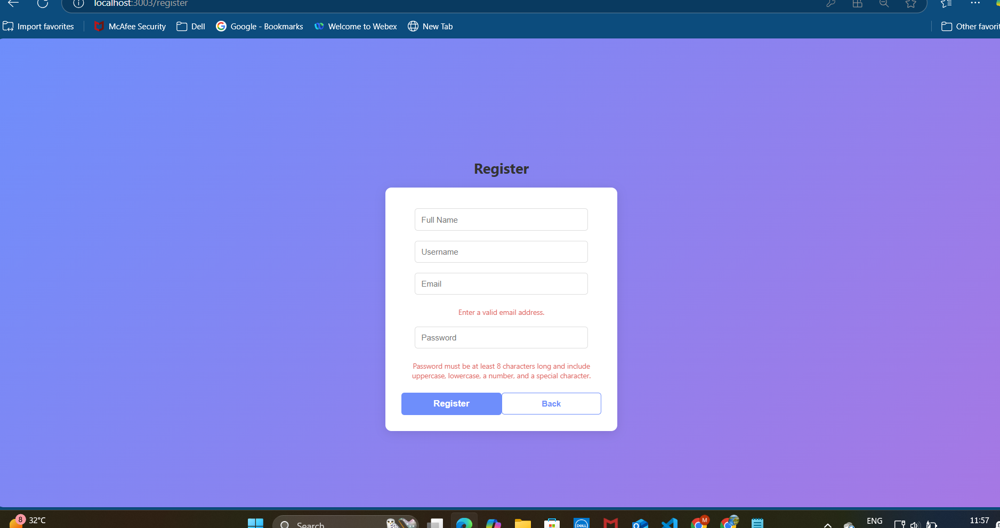 localhost:3003/register
Import favorites
McAfee Security
Dell
Google - Bookmarks
Welcome to Webex
New Tab
Other favorit
Register
Full Name
Username
Email
Enter a valid email address.
Password
Password must be at least 8 characters long and include
uppercase, lowercase, a number, and a special character.
Register
Back
8
32°C
Search
DELL
M
ENG
11:57